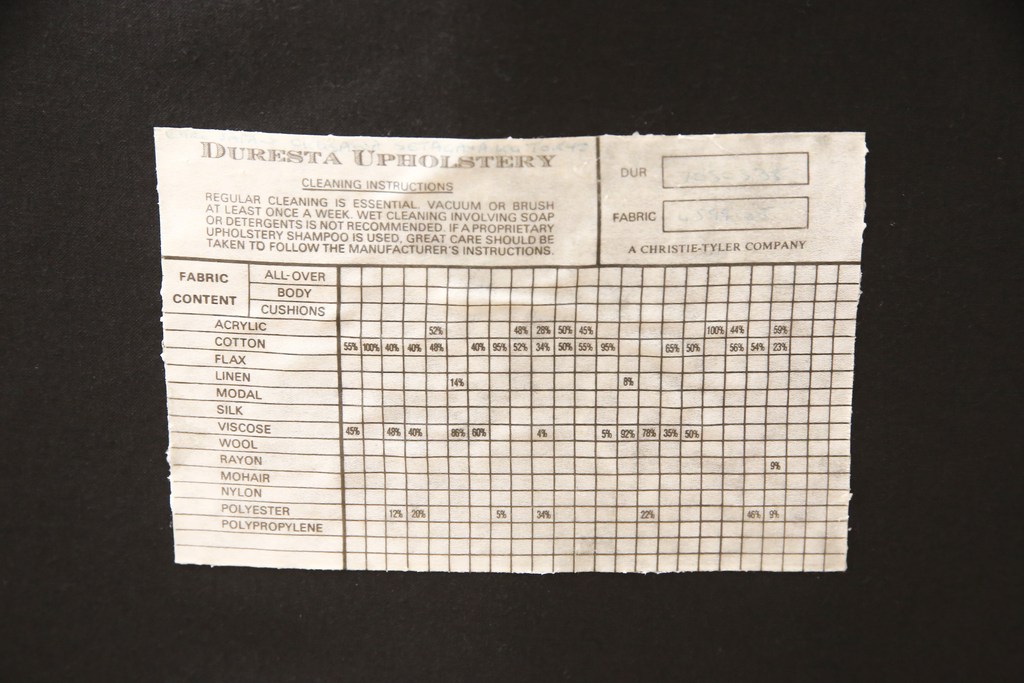 DURESTA UPHOLSTERY
CLEANING INSTRUCTIONS
REGULAR CLEANING IS ESSENTIAL. VACUUM OR BRUSH
AT LEAST ONCE A WEEK. WET CLEANING INVOLVING SOAP
OR DETERGENTS IS NOT RECOMMENDED. IF A PROPRIETARY
UPHOLSTERY SHAMPOO IS USED, GREAT CARE SHOULD BE
TAKEN TO FOLLOW THE MANUFACTURER'S INSTRUCTIONS.
DUR
FABRIC
A CHRISTIE-TYLER COMPANY
FABRIC CONTENT
ALL-OVER
BODY
CUSHIONS
ACRYLIC 52% 48% 28% 50% 45% 100% 44% 59%
COTTON 55% 100% 40% 40% 48% 40% 95% 52% 34% 50% 55% 95% 65% 50% 56% 54% 23%
FLAX
LINEN 14% 8%
MODAL
SILK
VISCOSE 45% 48% 40% 86% 60% 4% 5% 92% 78% 35% 50%
WOOL
RAYON 9%
MOHAIR
NYLON
POLYESTER 12% 20% 5% 34% 22% 46% 9%
POLYPROPYLENE